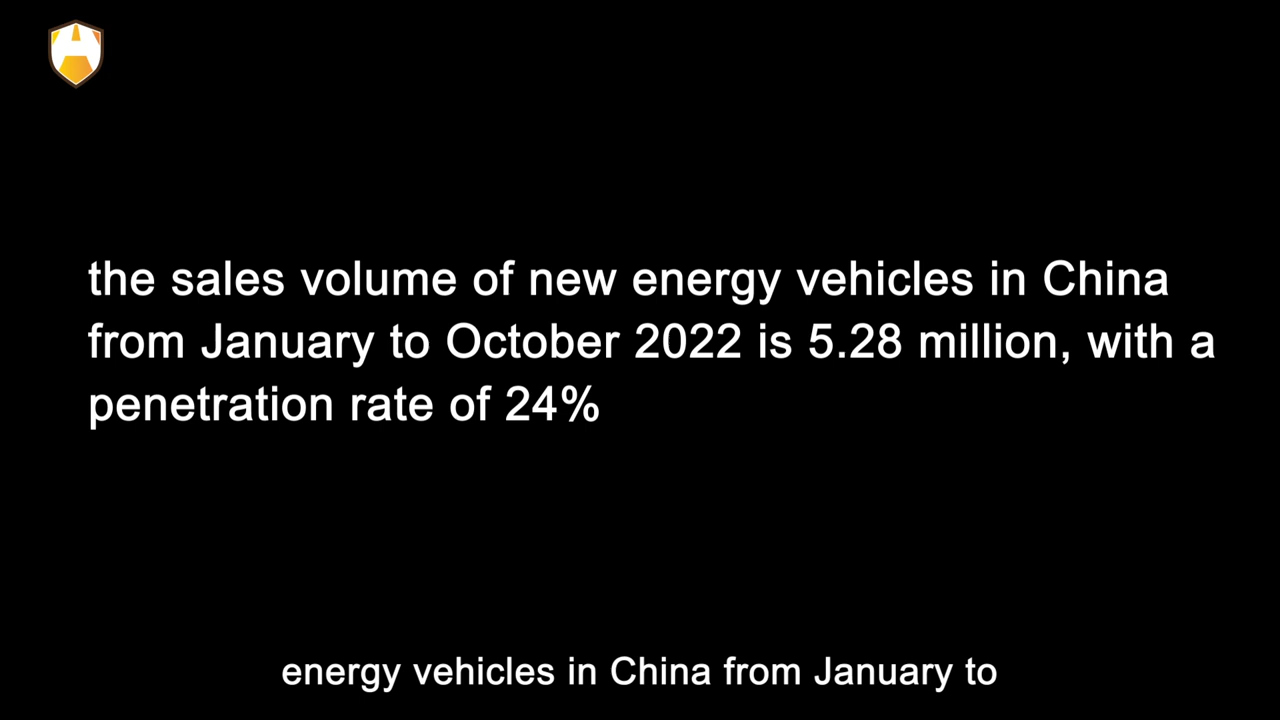 the sales volume of new energy vehicles in China
from January to October 2022 is 5.28 million, with a
penetration rate of 24%
energy vehicles in China from January to